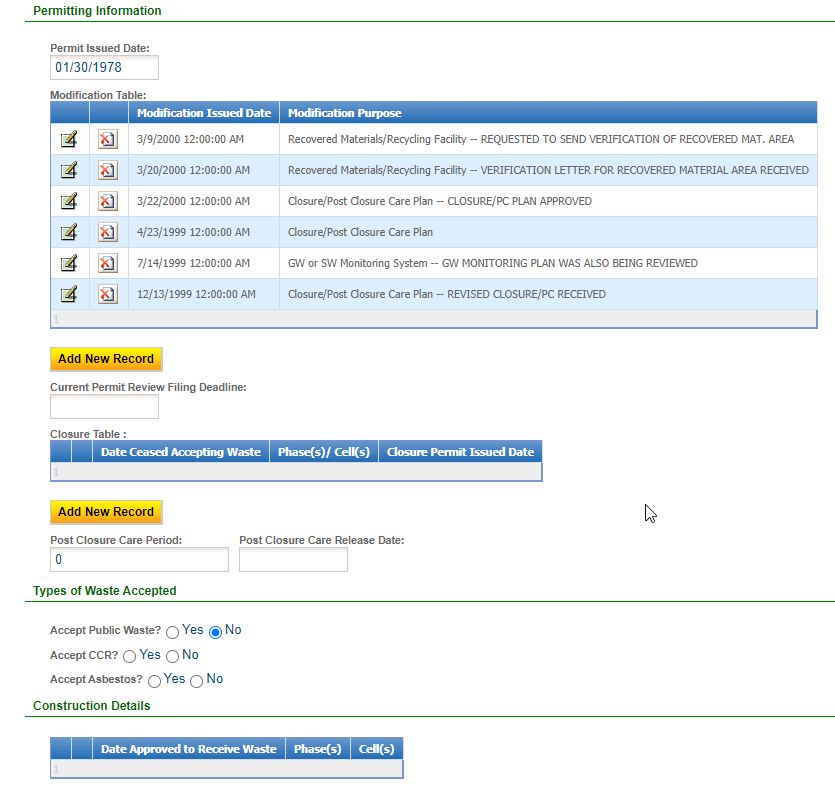 Permitting Information
Permit Issued Date:
01/30/1978
Modification Table:
Modification Issued Date Modification Purpose
3/9/2000 12:00:00 AM Recovered Materials/Recycling Facility -- REQUESTED TO SEND VERIFICATION OF RECOVERED MAT. AREA
3/20/2000 12:00:00 AM Recovered Materials/Recycling Facility -- VERIFICATION LETTER FOR RECOVERED MATERIAL AREA RECEIVED
3/22/2000 12:00:00 AM Closure/Post Closure Care Plan -- CLOSURE/PC PLAN APPROVED
4/23/1999 12:00:00 AM Closure/Post Closure Care Plan
7/14/1999 12:00:00 AM GW or SW Monitoring System -- GW MONITORING PLAN WAS ALSO BEING REVIEWED
12/13/1999 12:00:00 AM Closure/Post Closure Care Plan -- REVISED CLOSURE/PC RECEIVED
1
Add New Record
Current Permit Review Filing Deadline:
Closure Table :
Date Ceased Accepting Waste Phase(s)/ Cell(s) Closure Permit Issued Date
1
Add New Record
Post Closure Care Period: Post Closure Care Release Date:
0
Types of Waste Accepted
Accept Public Waste? Yes No
Accept CCR? Yes No
Accept Asbestos? Yes No
Construction Details
Date Approved to Receive Waste Phase(s) Cell(s)
1